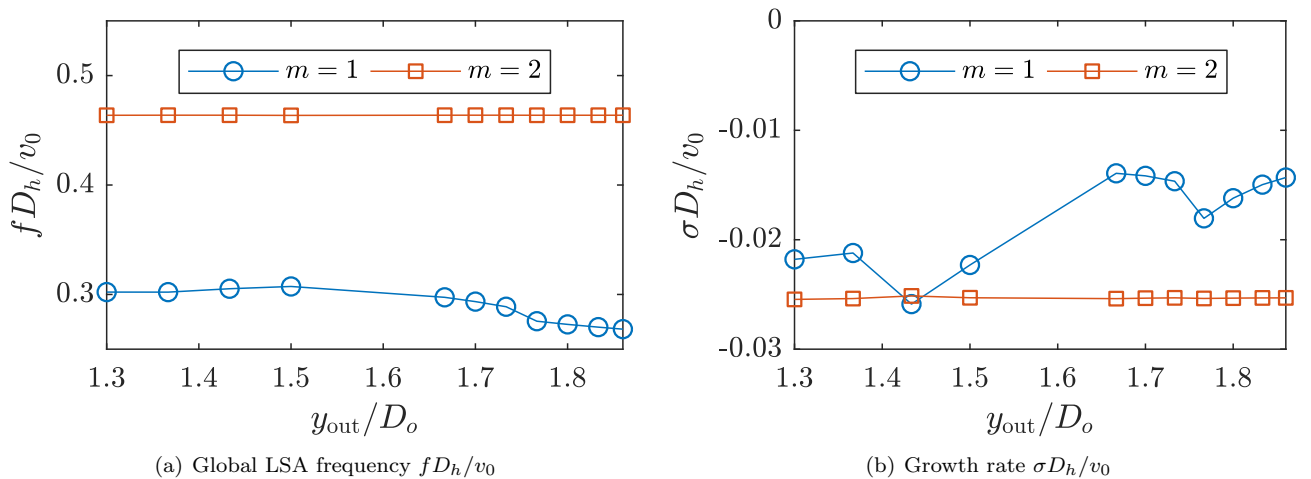 0.5
0.4
0.3
fD_h/v_0
m = 1
m = 2
1.3 1.4 1.5 1.6 1.7 1.8
y_out/D_o
(a) Global LSA frequency fD_h/v_0
0
-0.01
-0.02
-0.03
σD_h/v_0
m = 1
m = 2
1.3 1.4 1.5 1.6 1.7 1.8
y_out/D_o
(b) Growth rate σD_h/v_0